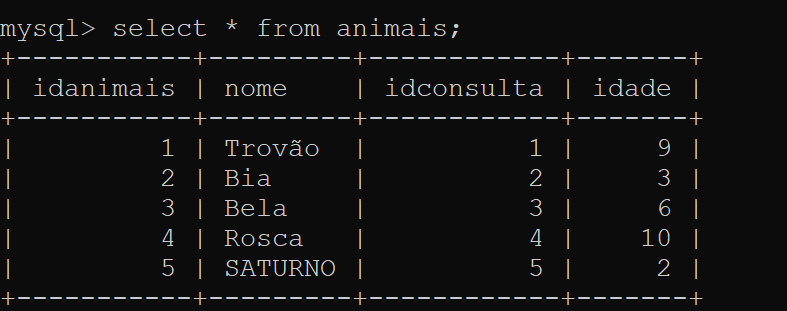 mysql> select * from animais;
+-----------+---------+------------+-------+
| idanimais | nome    | idconsulta | idade |
+-----------+---------+------------+-------+
|         1 | Trovão  |          1 |     9 |
|         2 | Bia     |          2 |     3 |
|         3 | Bela    |          3 |     6 |
|         4 | Rosca   |          4 |    10 |
|         5 | SATURNO |          5 |     2 |
+-----------+---------+------------+-------+